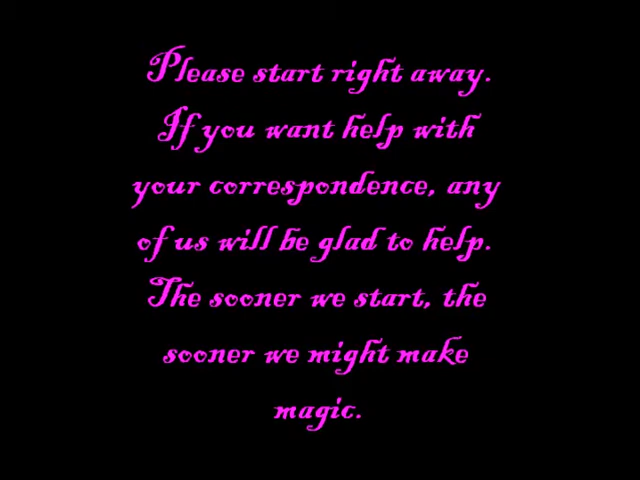 Please start right away.
If you want help with
your correspondence, any
of us will be glad to help.
The sooner we start, the
sooner we might make
magic.